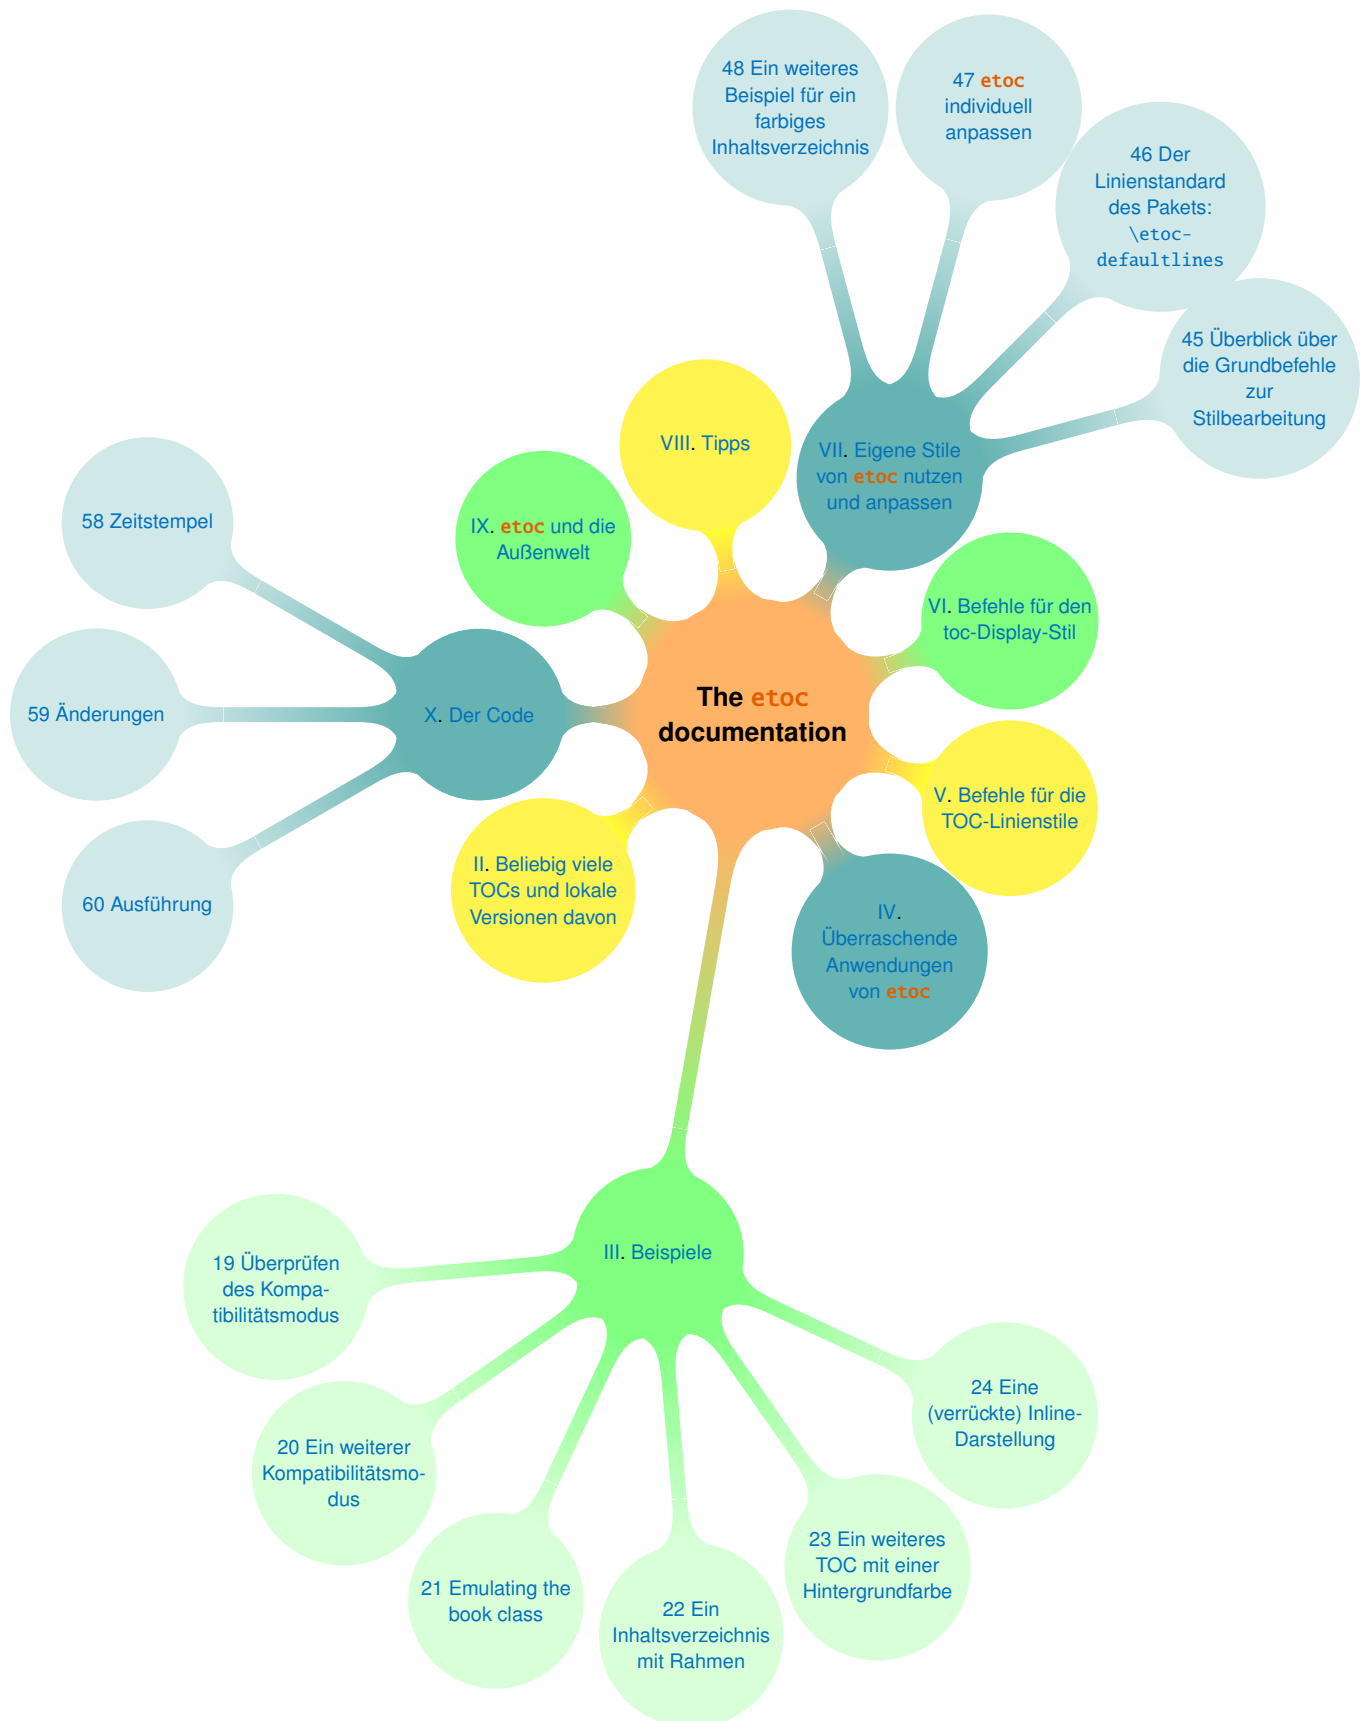 48 Ein weiteres
Beispiel für ein
farbiges
Inhaltsverzeichnis
47 etoc
individuell
anpassen
46 Der
Linienstandard
des Pakets:
\etoc-
defaultlines
45 Überblick über
die Grundbefehle
zur
Stilbearbeitung
VIII. Tipps
VII. Eigene Stile
von etoc nutzen
und anpassen
IX. etoc und die
Außenwelt
58 Zeitstempel
VI. Befehle für den
toc-Display-Stil
59 Änderungen
X. Der Code
The etoc
documentation
V. Befehle für die
TOC-Linienstile
II. Beliebig viele
TOCs und lokale
Versionen davon
60 Ausführung
IV.
Überraschende
Anwendungen
von etoc
III. Beispiele
19 Überprüfen
des Kompa-
tibilitätsmodus
20 Ein weiterer
Kompatibilitätsmo-
dus
21 Emulating the
book class
22 Ein
Inhaltsverzeichnis
mit Rahmen
23 Ein weiteres
TOC mit einer
Hintergrundfarbe
24 Eine
(verrückte) Inline-
Darstellung